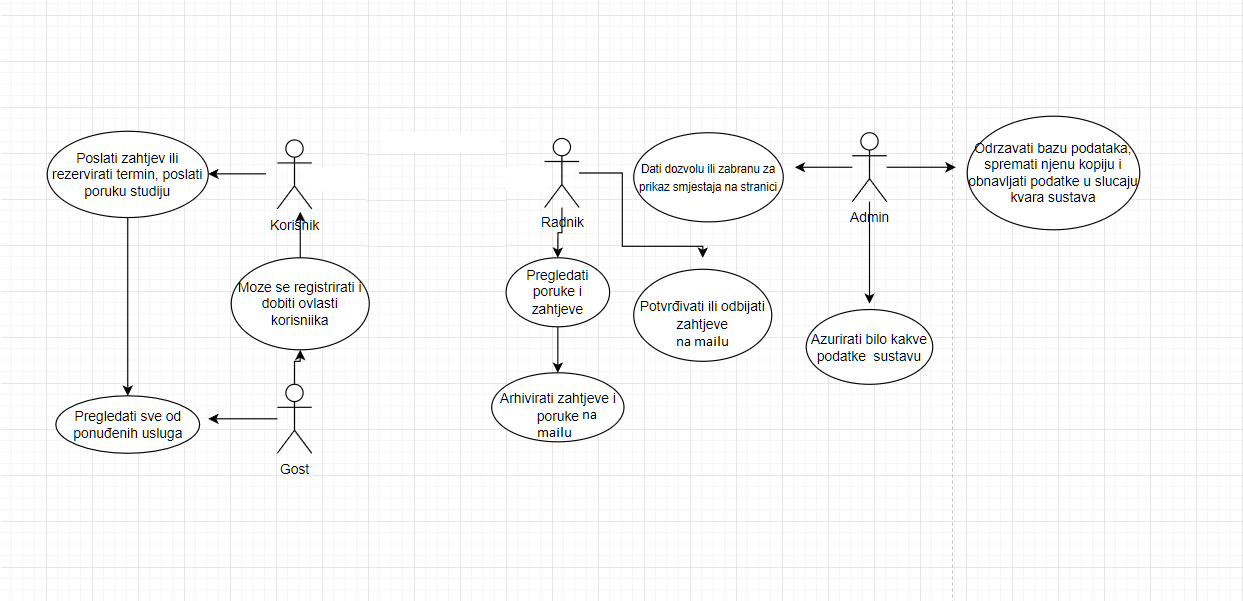 Poslati zahtjev ili
rezervirati termin, poslati
poruku studiju
Korisnik
Moze se registrirati i
dobiti ovlasti
korisniika
Pregledati sve od
ponuđenih usluga
Gost
Radnik
Pregledati
poruke i
zahtjeve
Arhivirati zahtjeve i
poruke na
mailu
Dati dozvolu ili zabranu za
prikaz smjestaja na stranici
Potvrđivati ili odbijati
zahtjeve
na mailu
Admin
Azurirati bilo kakve
podatke sustavu
Odrzavati bazu podataka,
spremati njenu kopiju i
obnavljati podatke u slucaju
kvara sustava